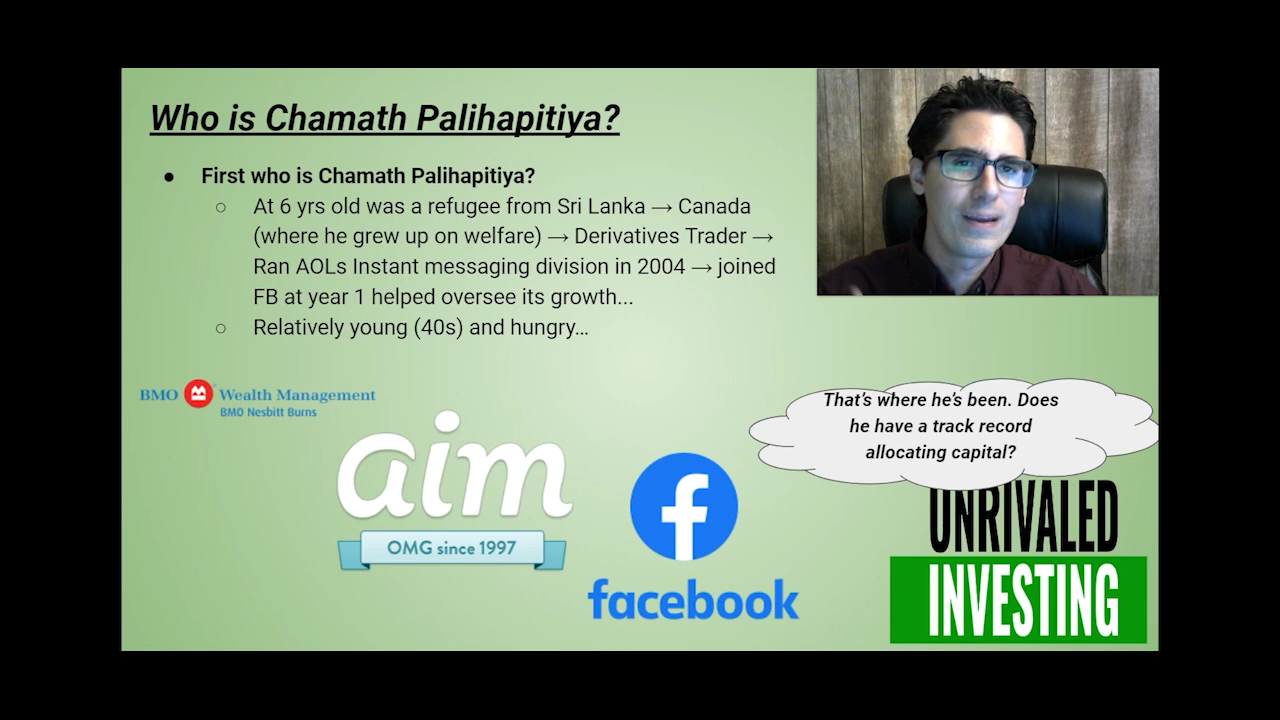 Who is Chamath Palihapitiya?
● First who is Chamath Palihapitiya?
○ At 6 yrs old was a refugee from Sri Lanka → Canada
(where he grew up on welfare) → Derivatives Trader →
Ran AOLs Instant messaging division in 2004 → joined
FB at year 1 helped oversee its growth...
○ Relatively young (40s) and hungry…
BMO Wealth Management
BMO Nesbitt Burns
aim
OMG since 1997
facebook
That's where he's been. Does
he have a track record
allocating capital?
UNRIVALED
INVESTING